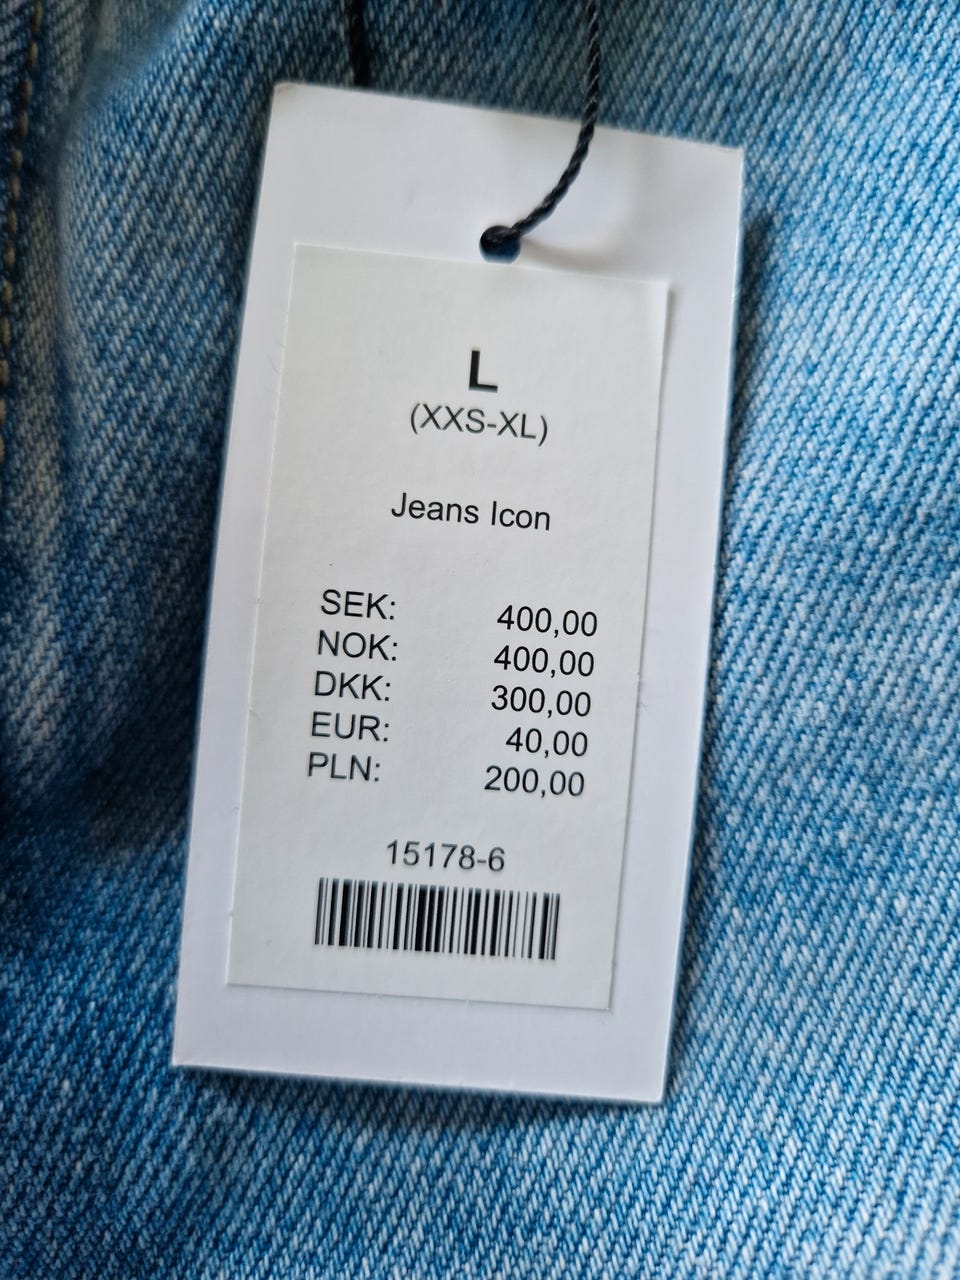 L
(XXS-XL)
Jeans Icon
SEK: 400,00
NOK: 400,00
DKK: 300,00
EUR: 40,00
PLN: 200,00
15178-6